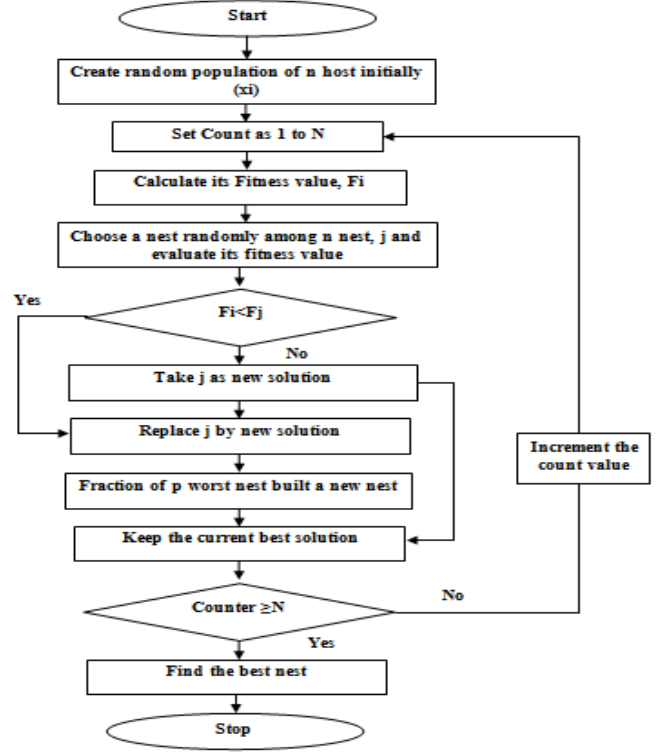 Start
Create random population of n host initially
(xi)
Set Count as 1 to N
Calculate its Fitness value, Fi
Choose a nest randomly among n nest, j and
evaluate its fitness value
Yes
Fi<Fj
No
Take j as new solution
Replace j by new solution
Increment the
count value
Fraction of p worst nest built a new nest
Keep the current best solution
Counter ≥N
No
Yes
Find the best nest
Stop